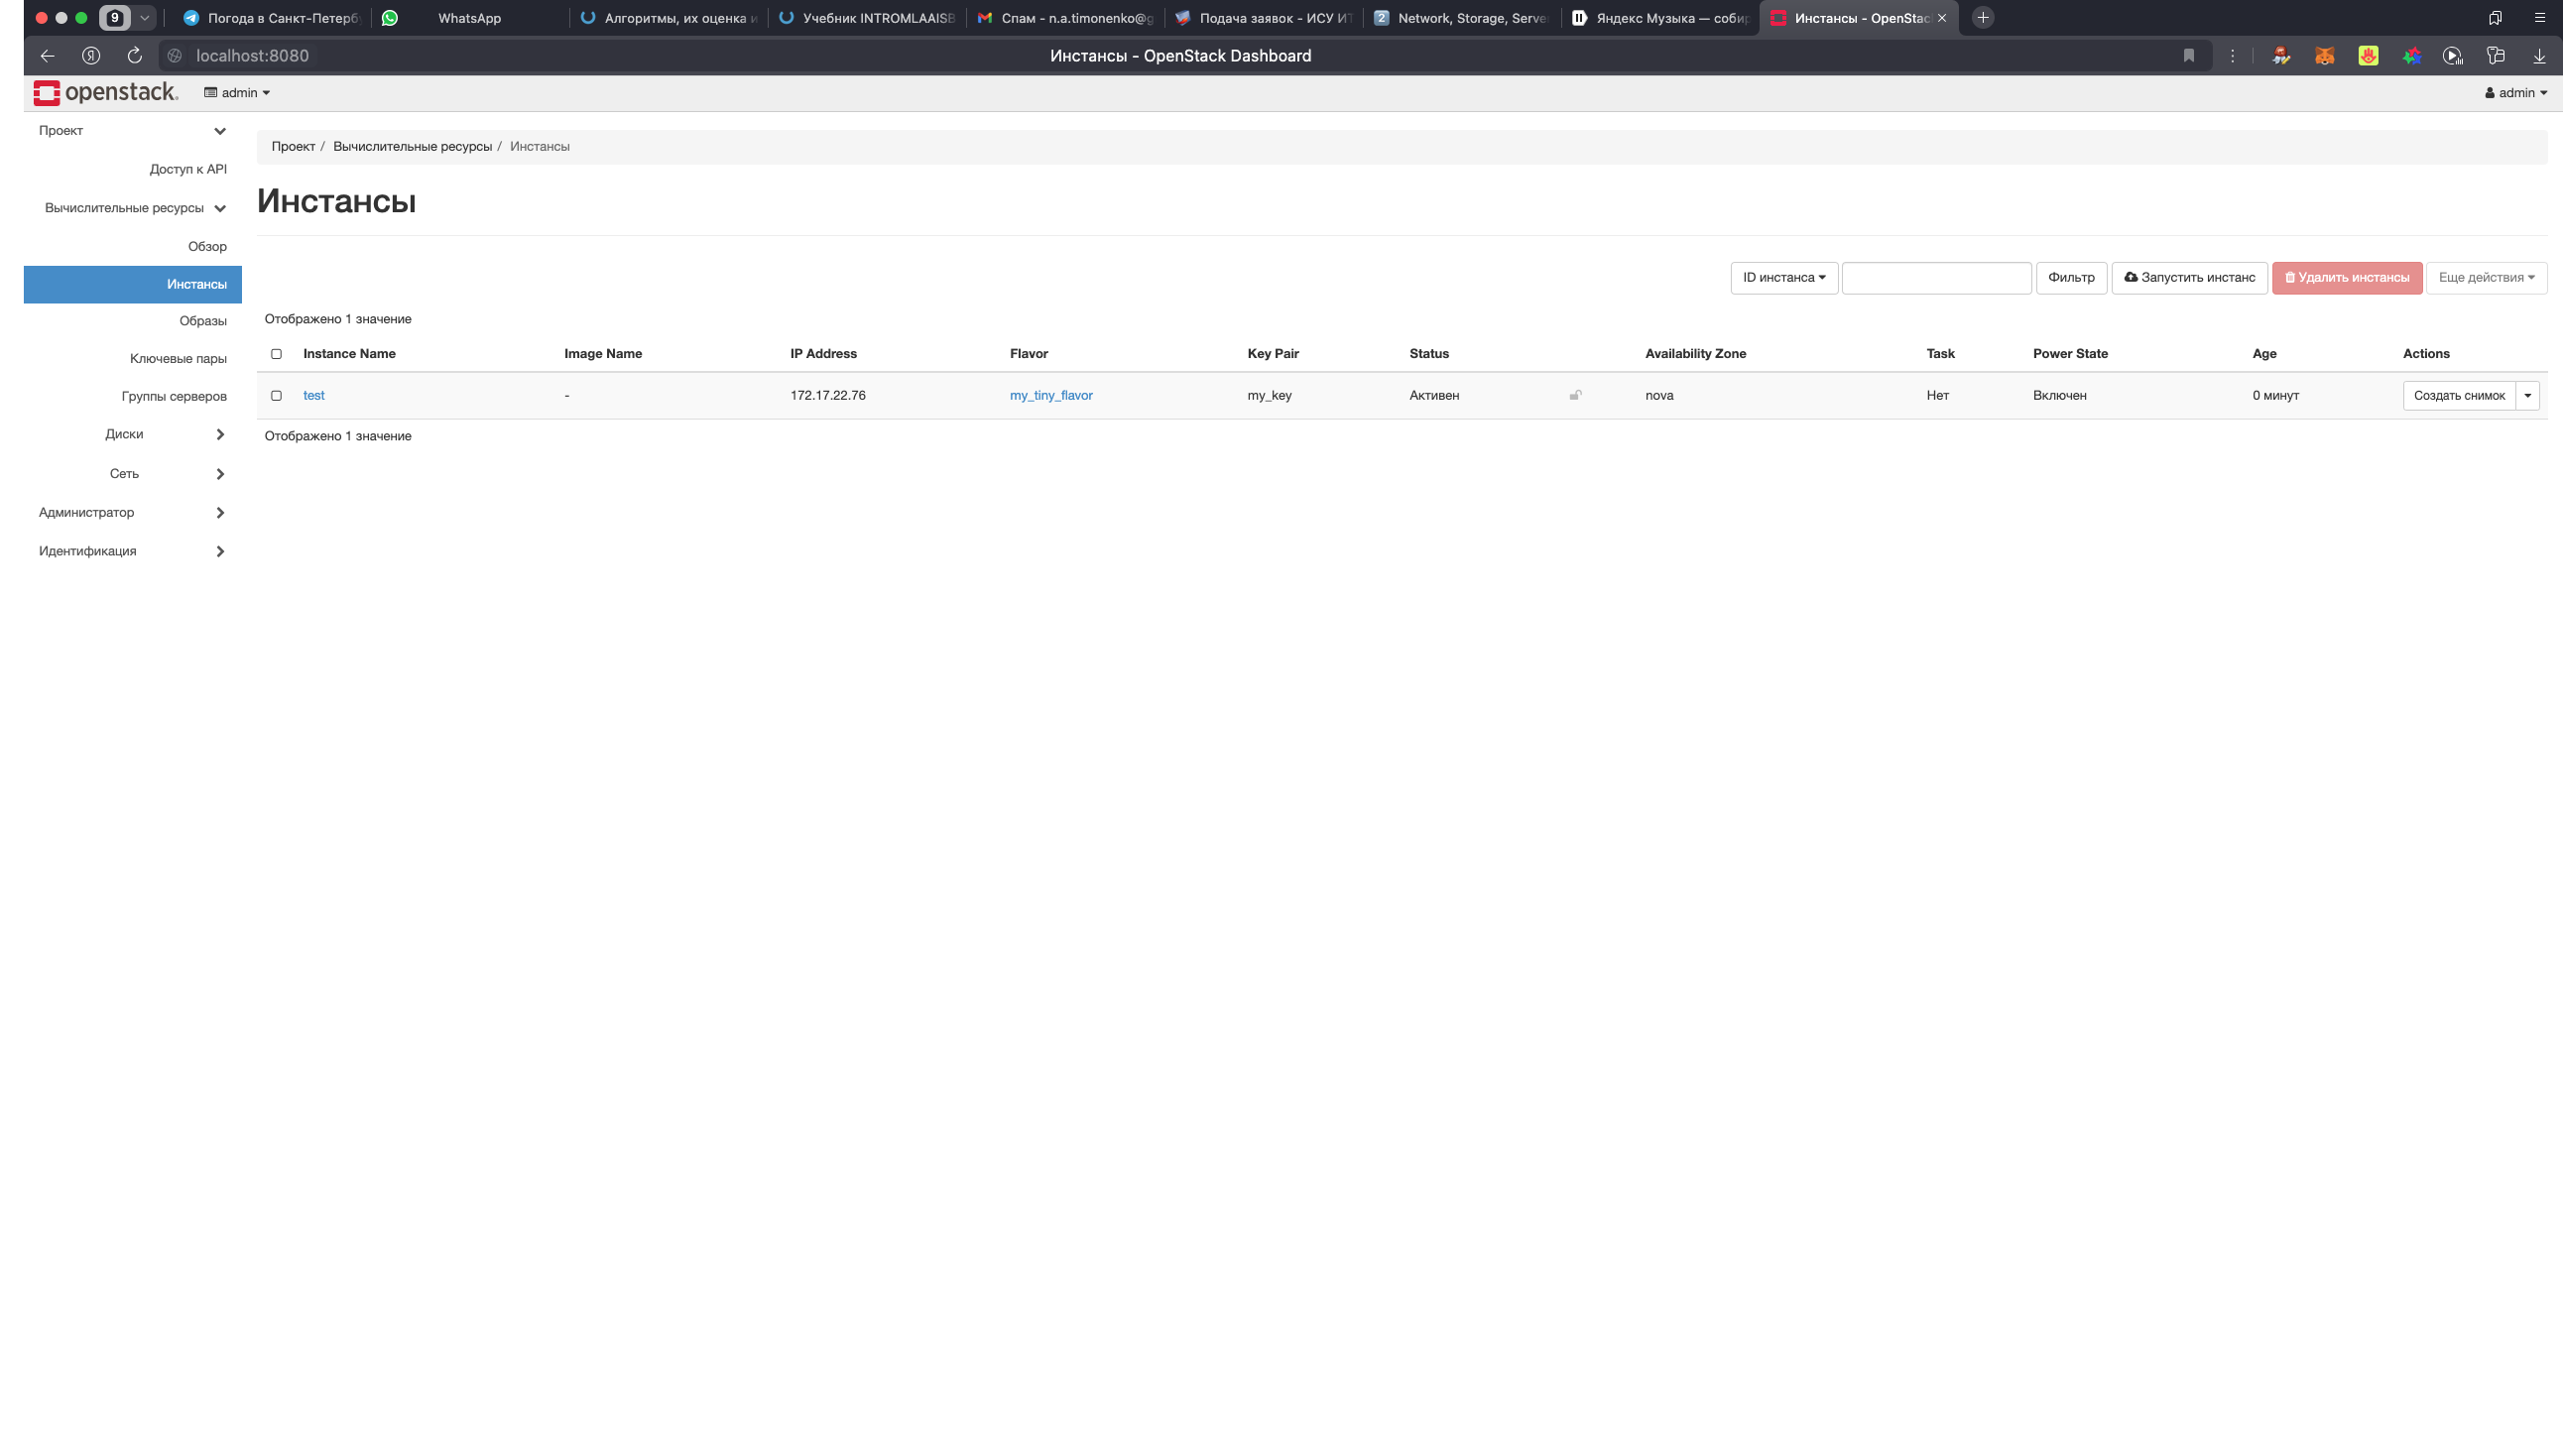 9
Погода в Санкт-Петерб
WhatsApp
Алгоритмы, их оценка и
Учебник INTROMLAAISB
Спам - n.a.timonenko@g
Подача заявок - ИСУ ИТ
2 Network, Storage, Serve
Яндекс Музыка — собир
Инстансы - OpenStac
localhost:8080
Инстансы - OpenStack Dashboard
openstack.
admin
admin
Проект
Доступ к API
Вычислительные ресурсы
Обзор
Инстансы
Образы
Ключевые пары
Группы серверов
Диски
Сеть
Администратор
Идентификация
Проект / Вычислительные ресурсы / Инстансы
Инстансы
ID инстанса Фильтр Запустить инстанс Удалить инстансы Еще действия
Отображено 1 значение
Instance Name Image Name IP Address Flavor Key Pair Status Availability Zone Task Power State Age Actions
test - 172.17.22.76 my_tiny_flavor my_key Активен nova Нет Включен 0 минут Создать снимок
Отображено 1 значение